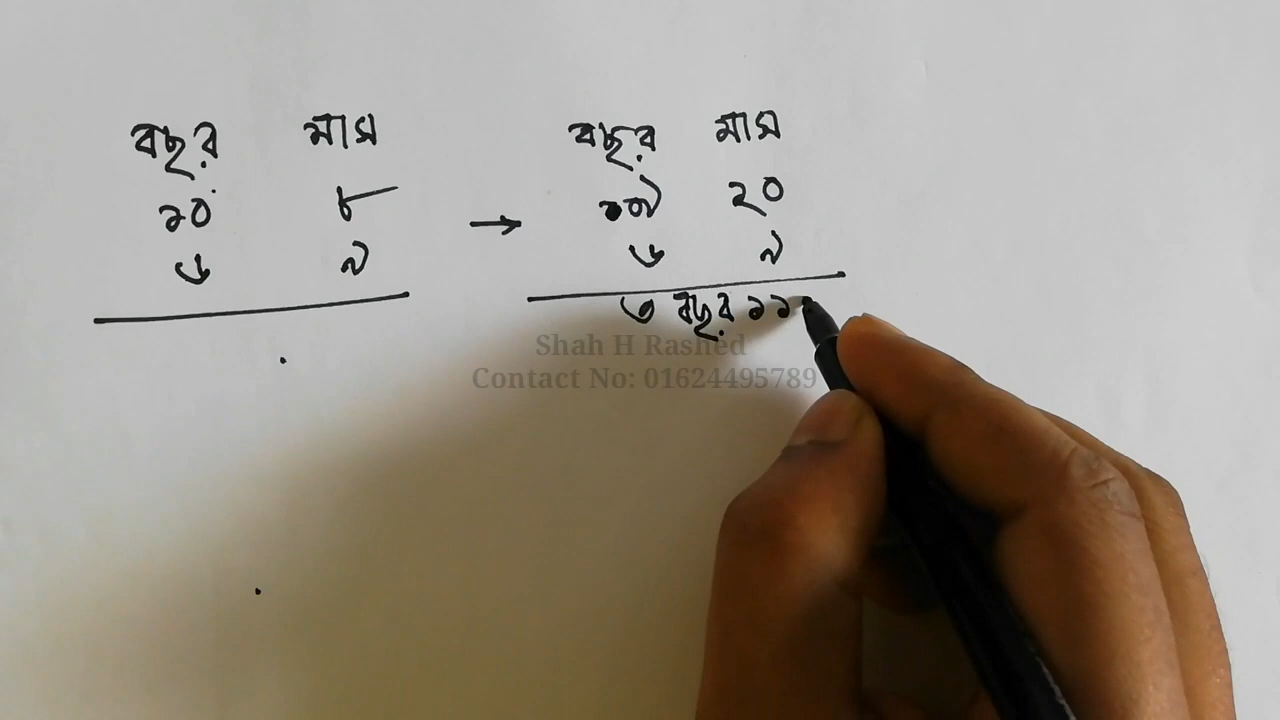 বছর মাস
১০ ৮
৬ ৯
→
বছর মাস
৯ ২০
৬ ৯
৩ বছর ১১
Shah H Rashed
Contact No: 01624495789